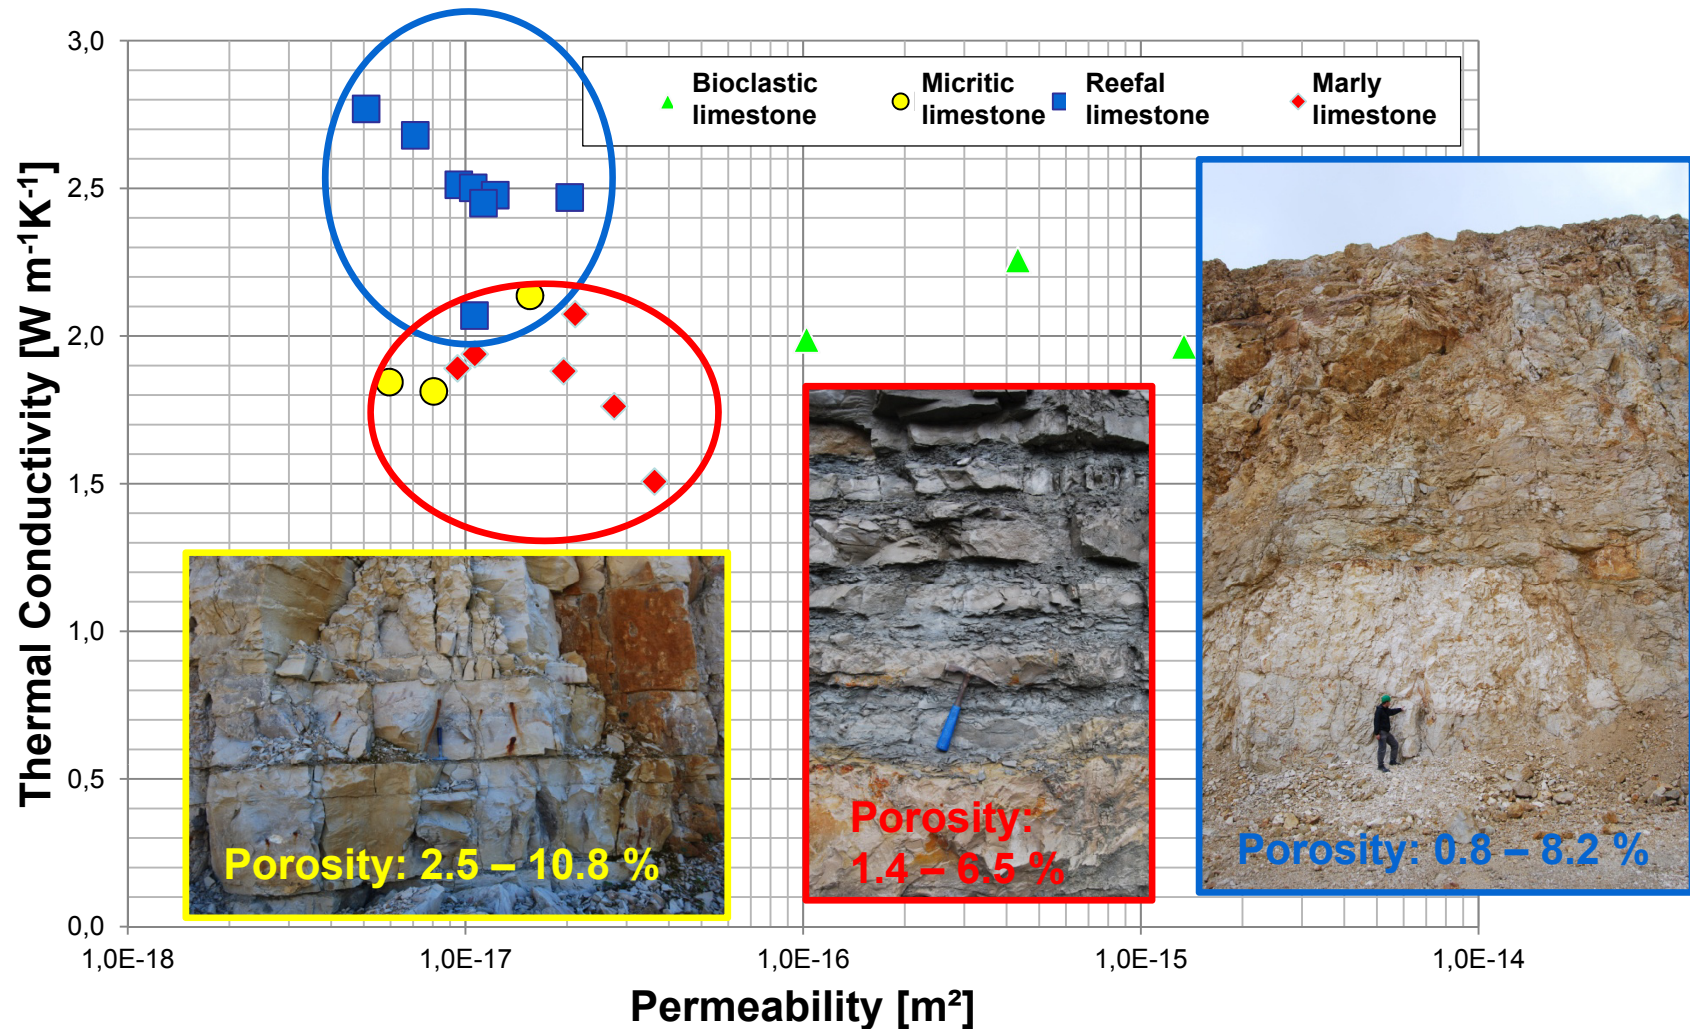 3,0
2,5
2,0
1,5
1,0
0,5
0,0
Thermal Conductivity [W m⁻¹K⁻¹]
Bioclastic
limestone
Micritic
limestone
Reefal
limestone
Marly
limestone
Porosity: 2.5 – 10.8 %
Porosity:
1.4 – 6.5 %
Porosity: 0.8 – 8.2 %
1,0E-18
1,0E-17
1,0E-16
1,0E-15
1,0E-14
Permeability [m²]